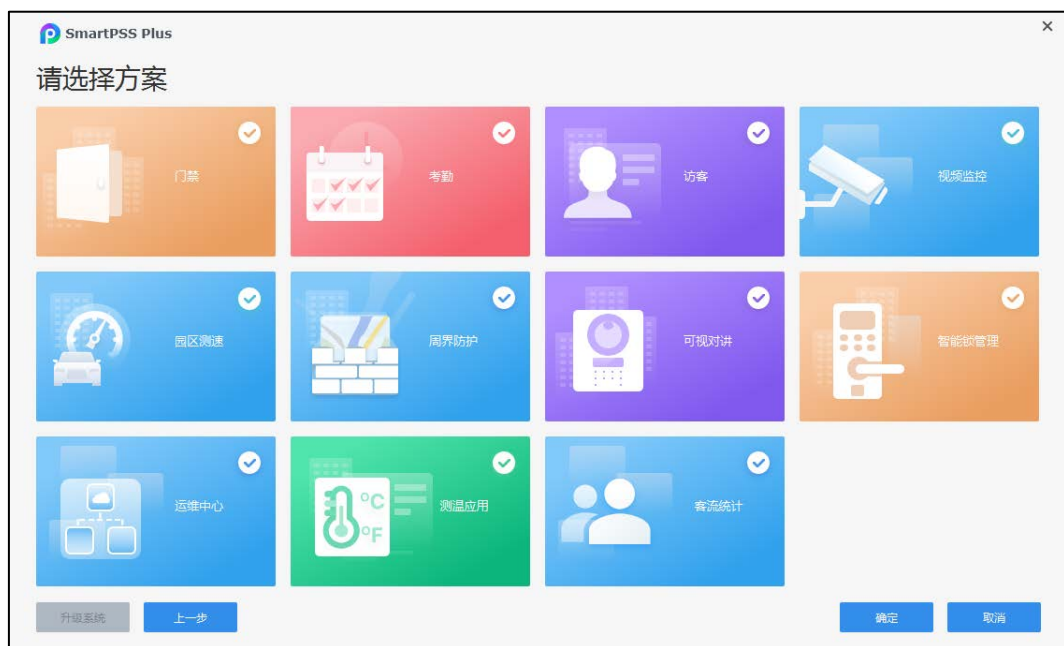 SmartPSS Plus
请选择方案
门禁
考勤
访客
视频监控
园区测速
周界防护
可视对讲
智能锁管理
运维中心
°C
°F
测温应用
客流统计
升级系统
上一步
确定
取消